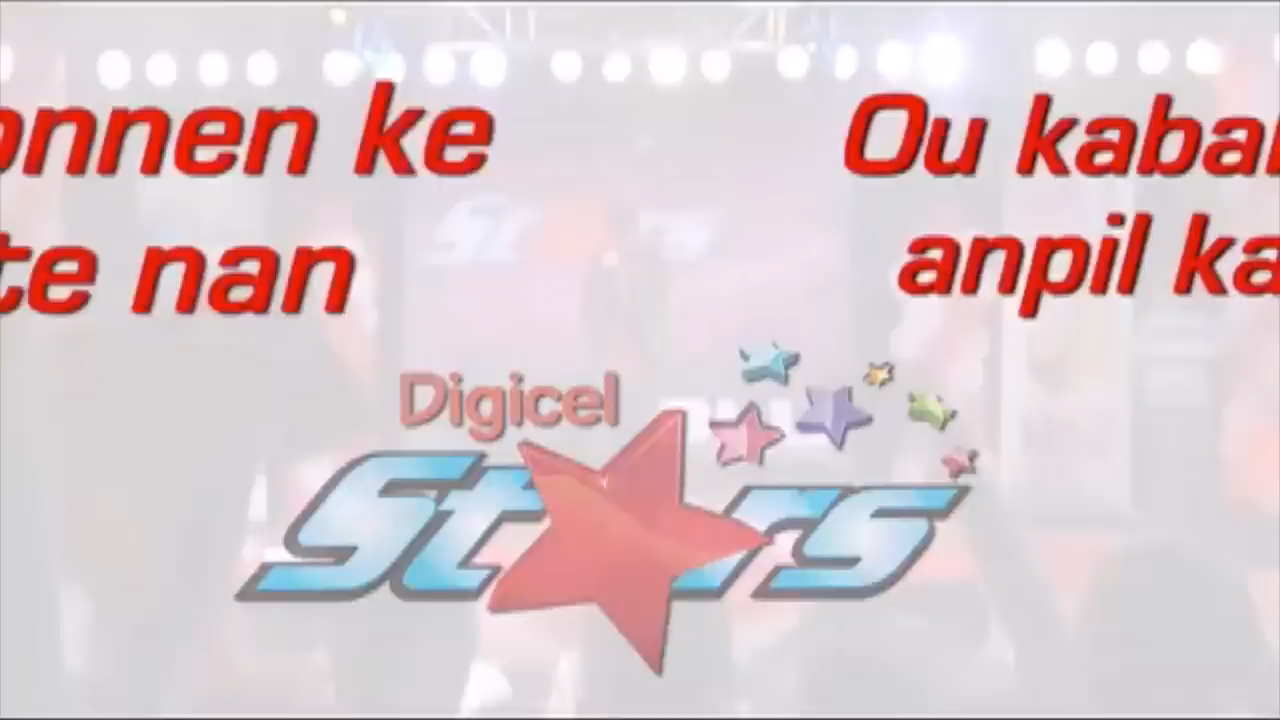 onnen ke
te nan
Ou kaba
anpil ka
Digicel
Stars